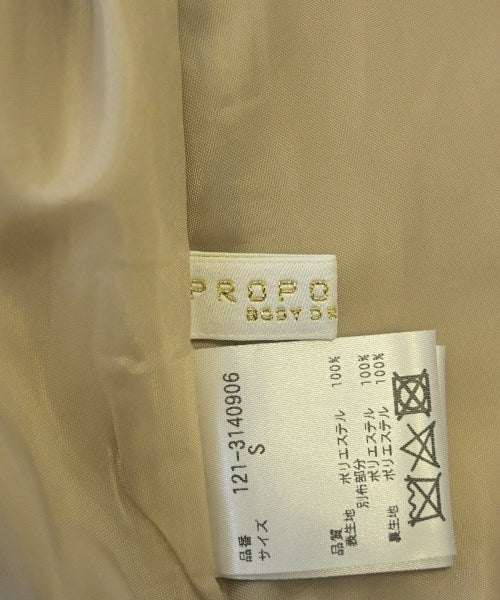 PROPO
BODY DR
品番 121-3140906
サイズ S
品質
表生地 ポリエステル 100%
別布部分
ポリエステル 100%
裏生地 ポリエステル 100%